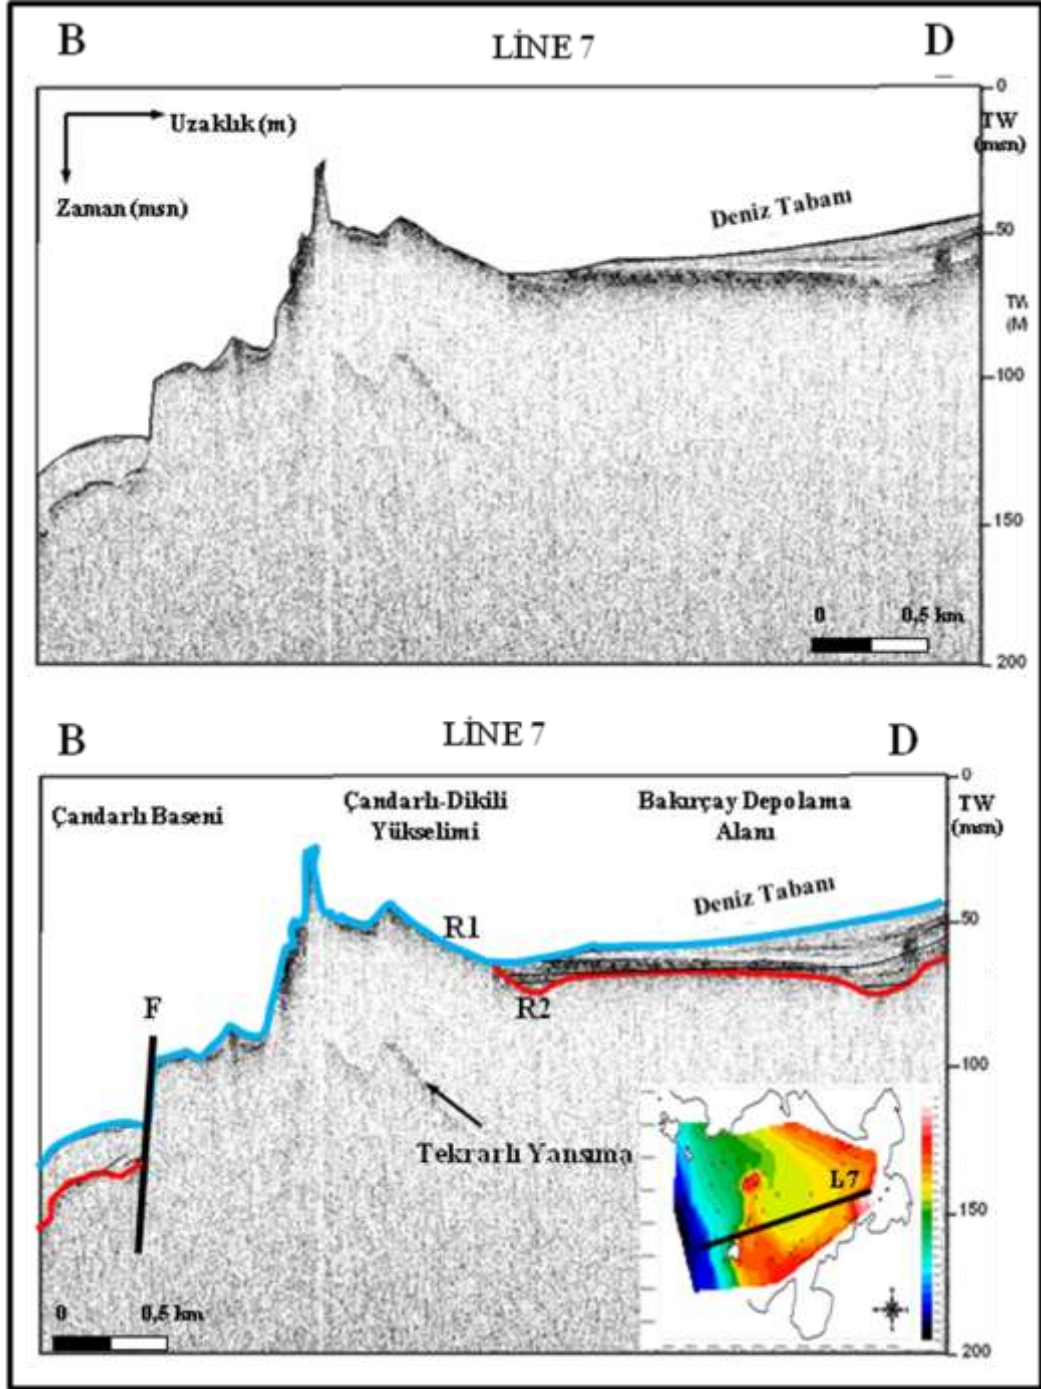 B
LİNE 7
D
0
Uzaklık (m)
TW
(msn)
Zaman (msn)
Deniz Tabanı
50
TV
(M
100
150
0
0,5 km
200
B
LİNE 7
D
0
Çandarlı Baseni
Çandarlı-Dikili
Yükselimi
Bakırçay Depolama
Alanı
TW
(msn)
Deniz Tabanı
50
R1
R2
F
100
Tekrarlı Yansıma
L7
150
0
0,5 km
200